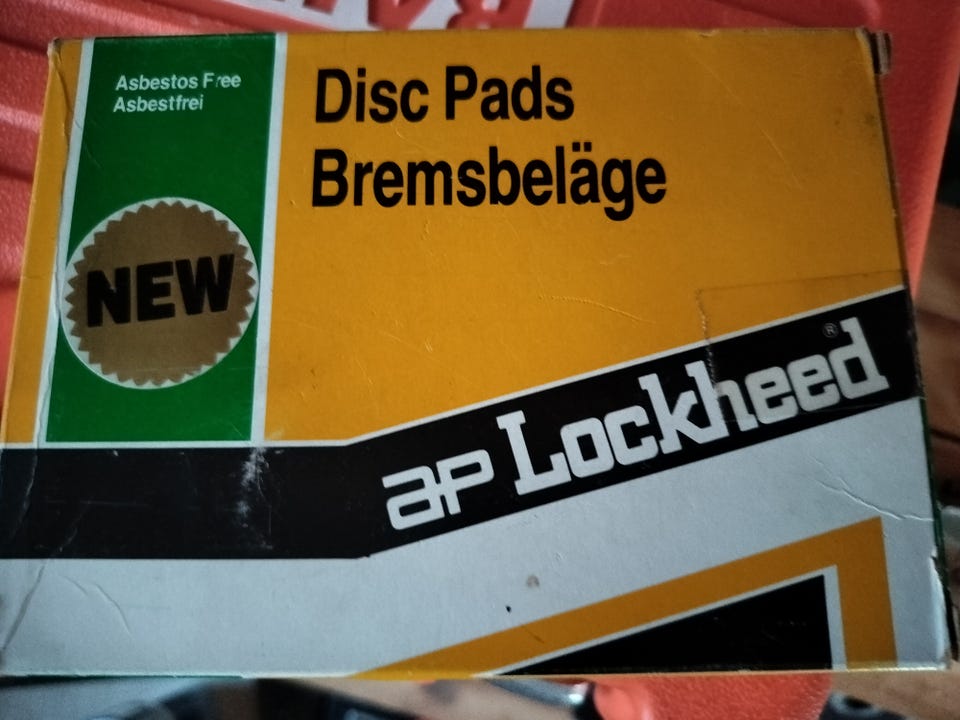 Asbestos Free
Asbestfrei
NEW
Disc Pads
Bremsbeläge
ap Lockheed ®